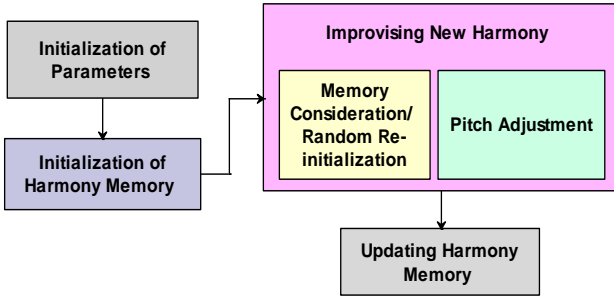 Initialization of
Parameters
Initialization of
Harmony Memory
Improvising New Harmony
Memory
Consideration/
Random Re-
initialization
Pitch Adjustment
Updating Harmony
Memory